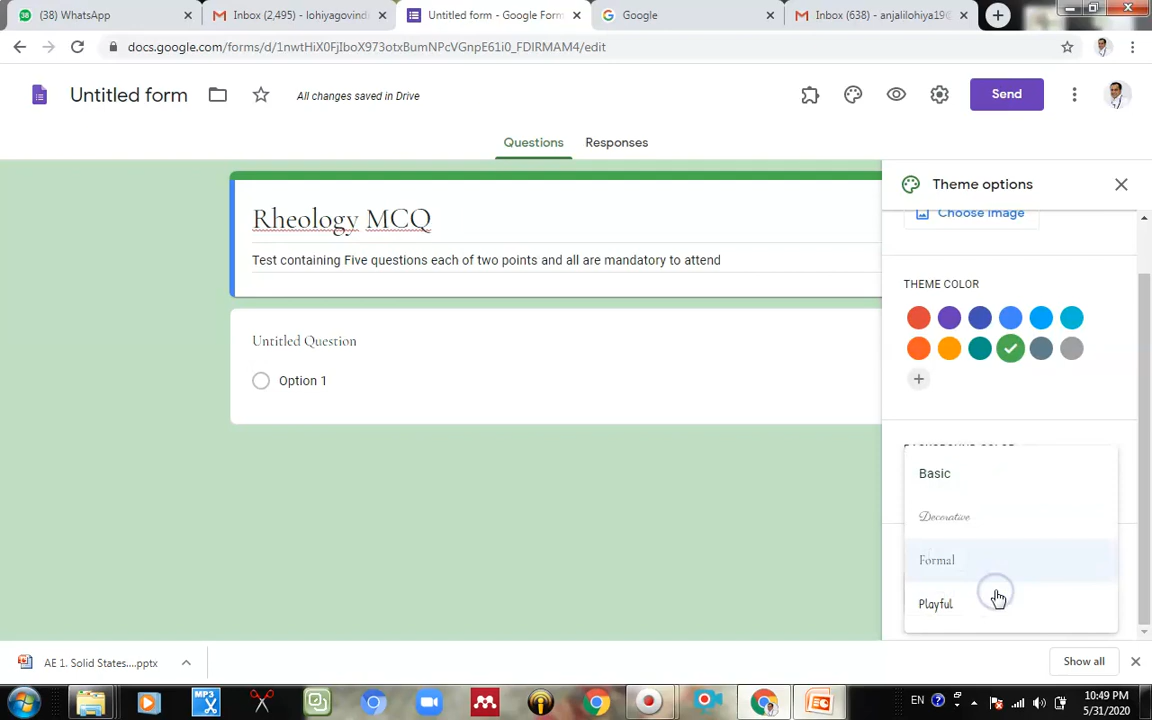 (38) WhatsApp
Inbox (2,495) - lohiyagovind
Untitled form - Google Form
Google
Inbox (638) - anjalilohiya19@
docs.google.com/forms/d/1nwtHiX0FjIboX973otxBumNPcVGnpE61i0_FDIRMAM4/edit
Untitled form
All changes saved in Drive
Send
Questions
Responses
Theme options
Choose image
Rheology MCQ
Test containing Five questions each of two points and all are mandatory to attend
THEME COLOR
Untitled Question
Option 1
Basic
Decorative
Formal
Playful
AE 1. Solid States....pptx
Show all
MP3
EN
10:49 PM
5/31/2020